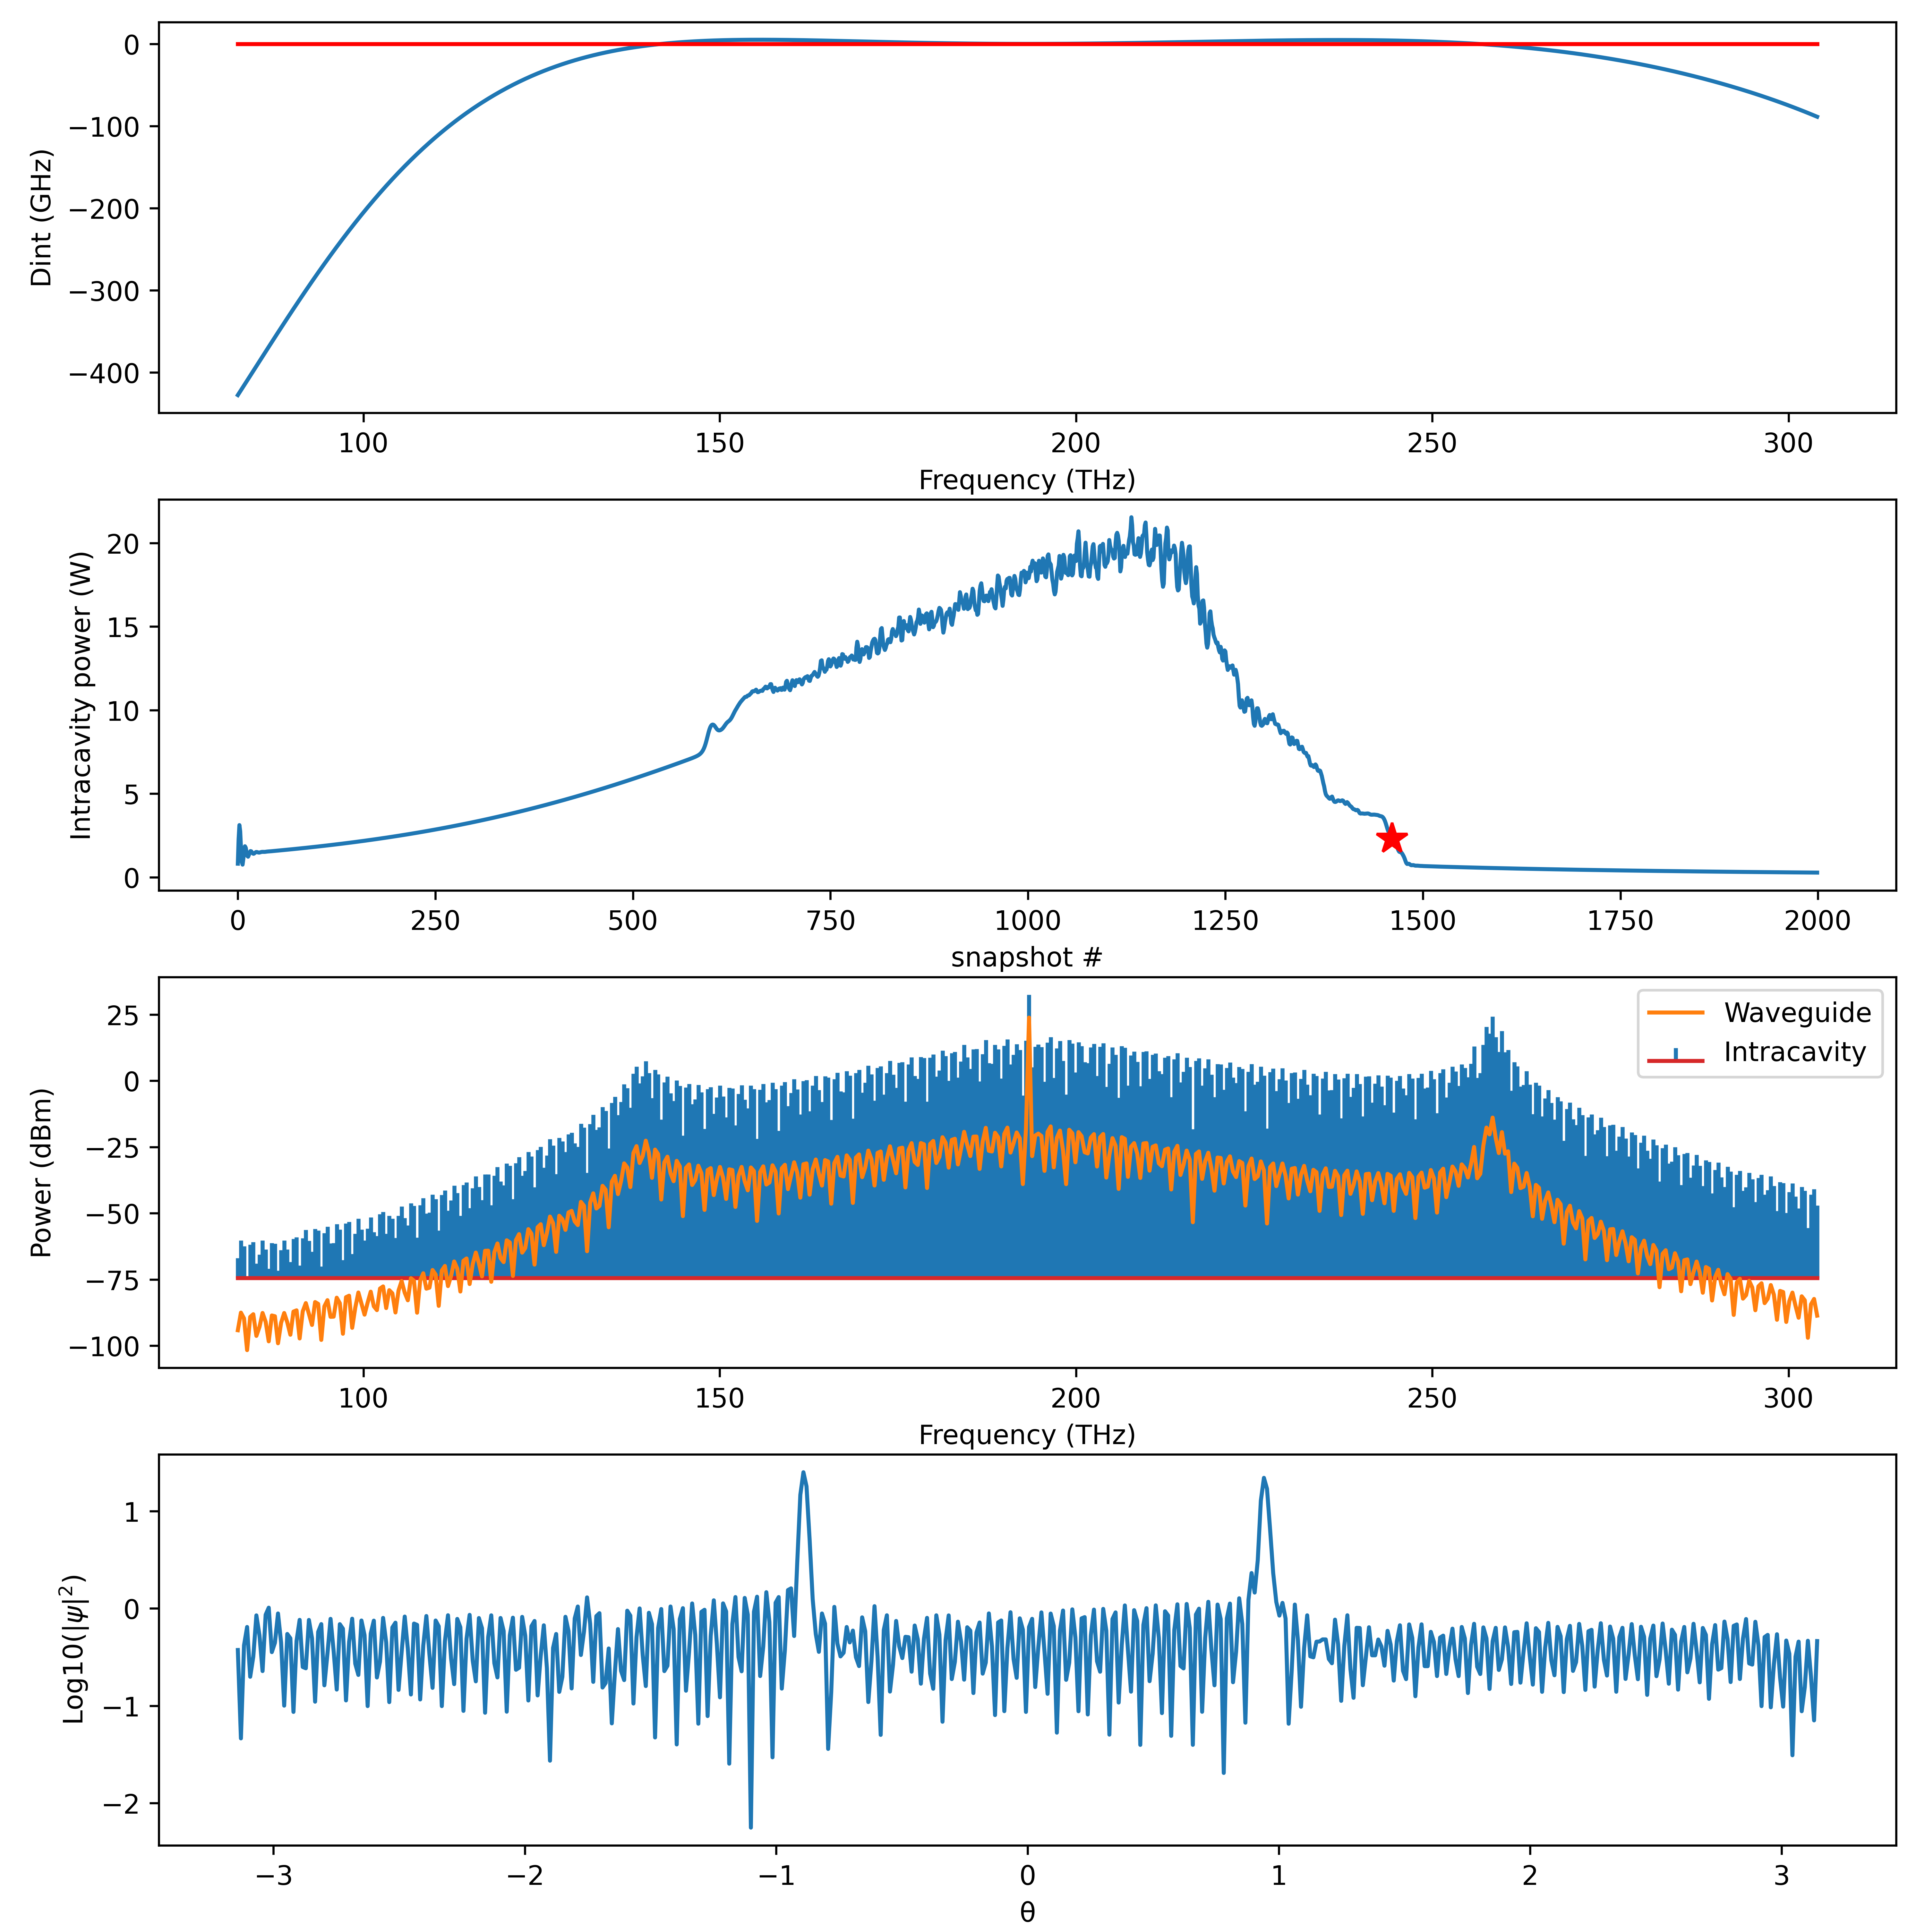 Dint (GHz)
0
−100
−200
−300
−400
100 150 200 250 300
Frequency (THz)
Intracavity power (W)
20
15
10
5
0
0 250 500 750 1000 1250 1500 1750 2000
snapshot #
Power (dBm)
25
0
−25
−50
−75
−100
Waveguide
Intracavity
100 150 200 250 300
Frequency (THz)
Log10(|ψ|²)
1
0
−1
−2
−3 −2 −1 0 1 2 3
θ